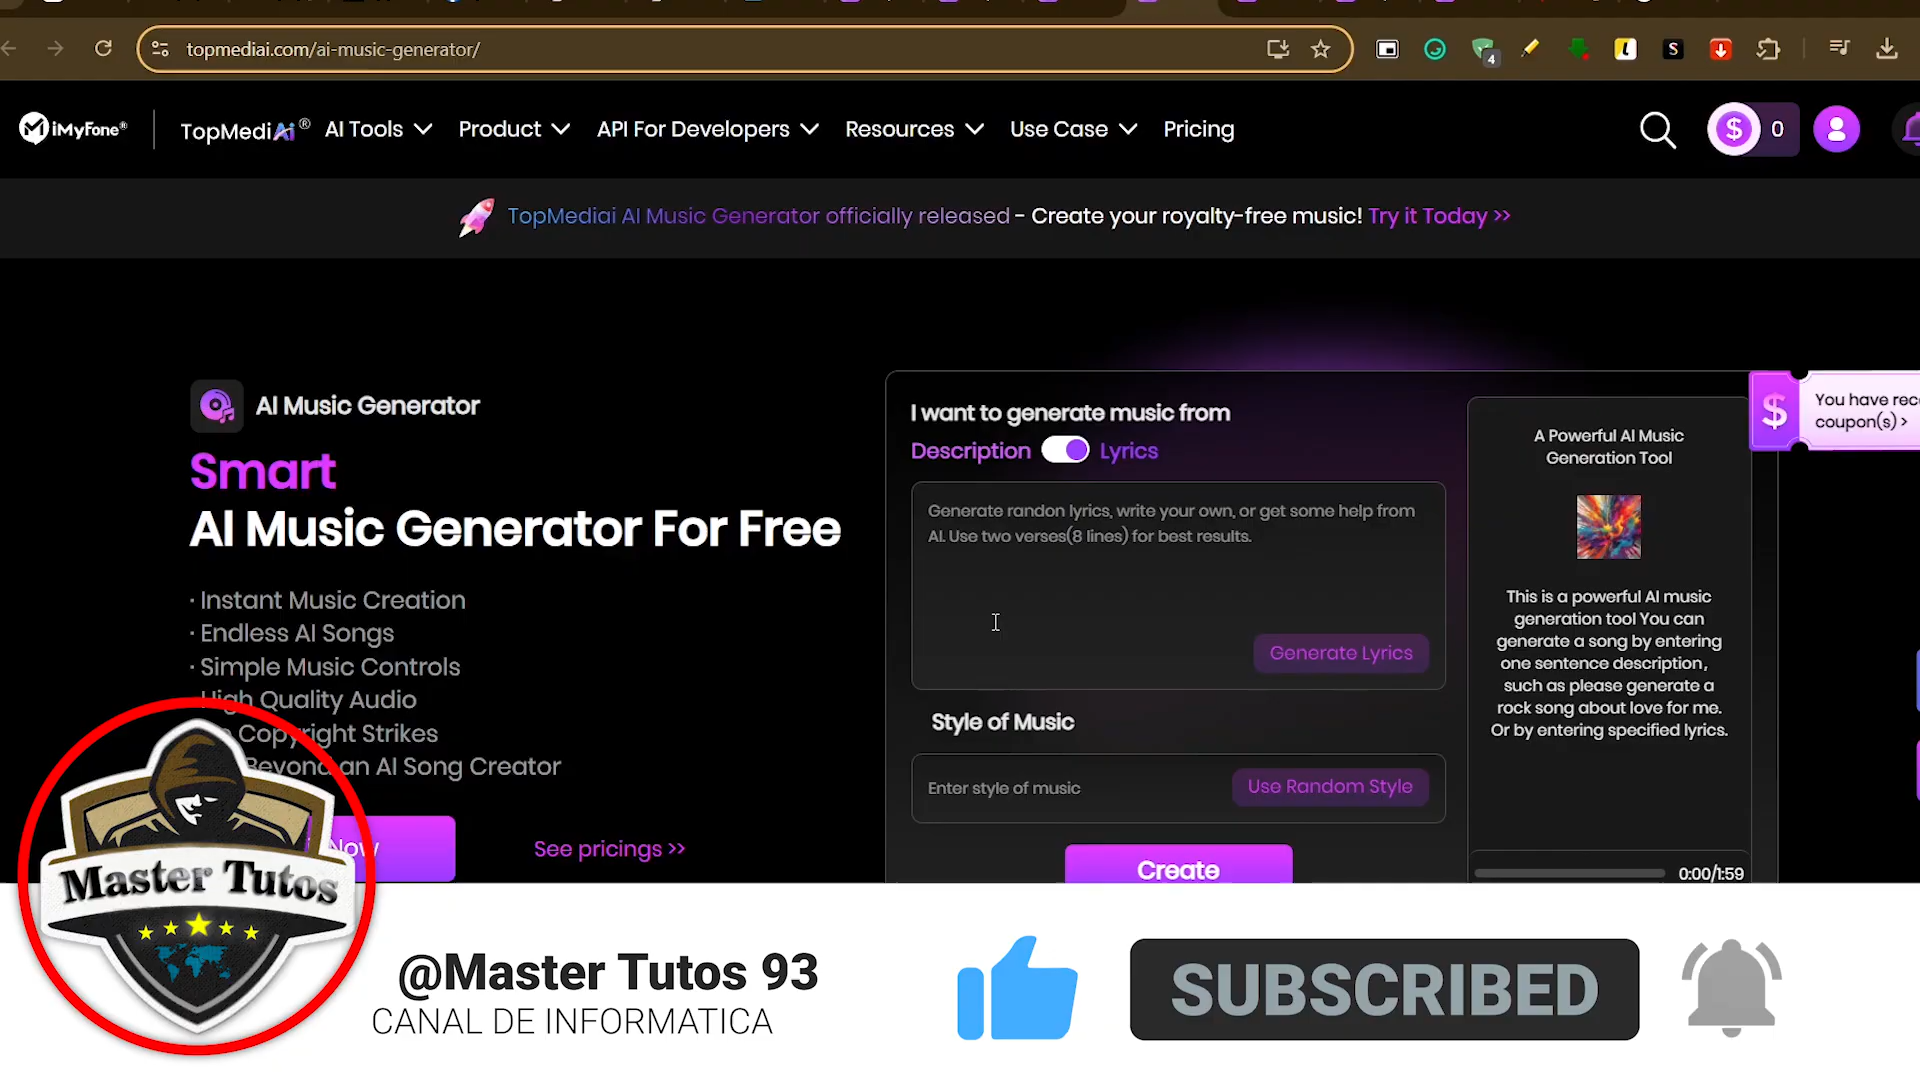 topmediai.com/ai-music-generator/
4
L
S
iMyFone®
TopMediAi®
AI Tools
Product
API For Developers
Resources
Use Case
Pricing
$ 0
TopMediai AI Music Generator officially released - Create your royalty-free music! Try it Today >>
AI Music Generator
Smart
AI Music Generator For Free
· Instant Music Creation
· Endless AI Songs
· Simple Music Controls
High Quality Audio
Copyright Strikes
Beyond an AI Song Creator
Now
See pricings >>
I want to generate music from
Description
Lyrics
Generate randon lyrics, write your own, or get some help from
AI. Use two verses(8 lines) for best results.
Generate Lyrics
Style of Music
Enter style of music
Use Random Style
Create
A Powerful AI Music
Generation Tool
This is a powerful AI music
generation tool You can
generate a song by entering
one sentence description,
such as please generate a
rock song about love for me.
Or by entering specified lyrics.
0:00/1:59
$
You have rec
coupon(s) >
Master Tutos
@Master Tutos 93
CANAL DE INFORMATICA
SUBSCRIBED